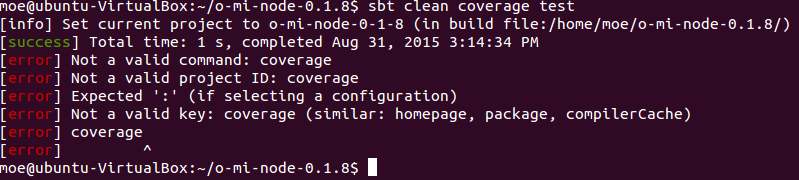 moe@ubuntu-VirtualBox:~/o-mi-node-0.1.8$ sbt clean coverage test
[info] Set current project to o-mi-node-0-1-8 (in build file:/home/moe/o-mi-node-0.1.8/)
[success] Total time: 1 s, completed Aug 31, 2015 3:14:34 PM
[error] Not a valid command: coverage
[error] Not a valid project ID: coverage
[error] Expected ':' (if selecting a configuration)
[error] Not a valid key: coverage (similar: homepage, package, compilerCache)
[error] coverage
[error]         ^
moe@ubuntu-VirtualBox:~/o-mi-node-0.1.8$